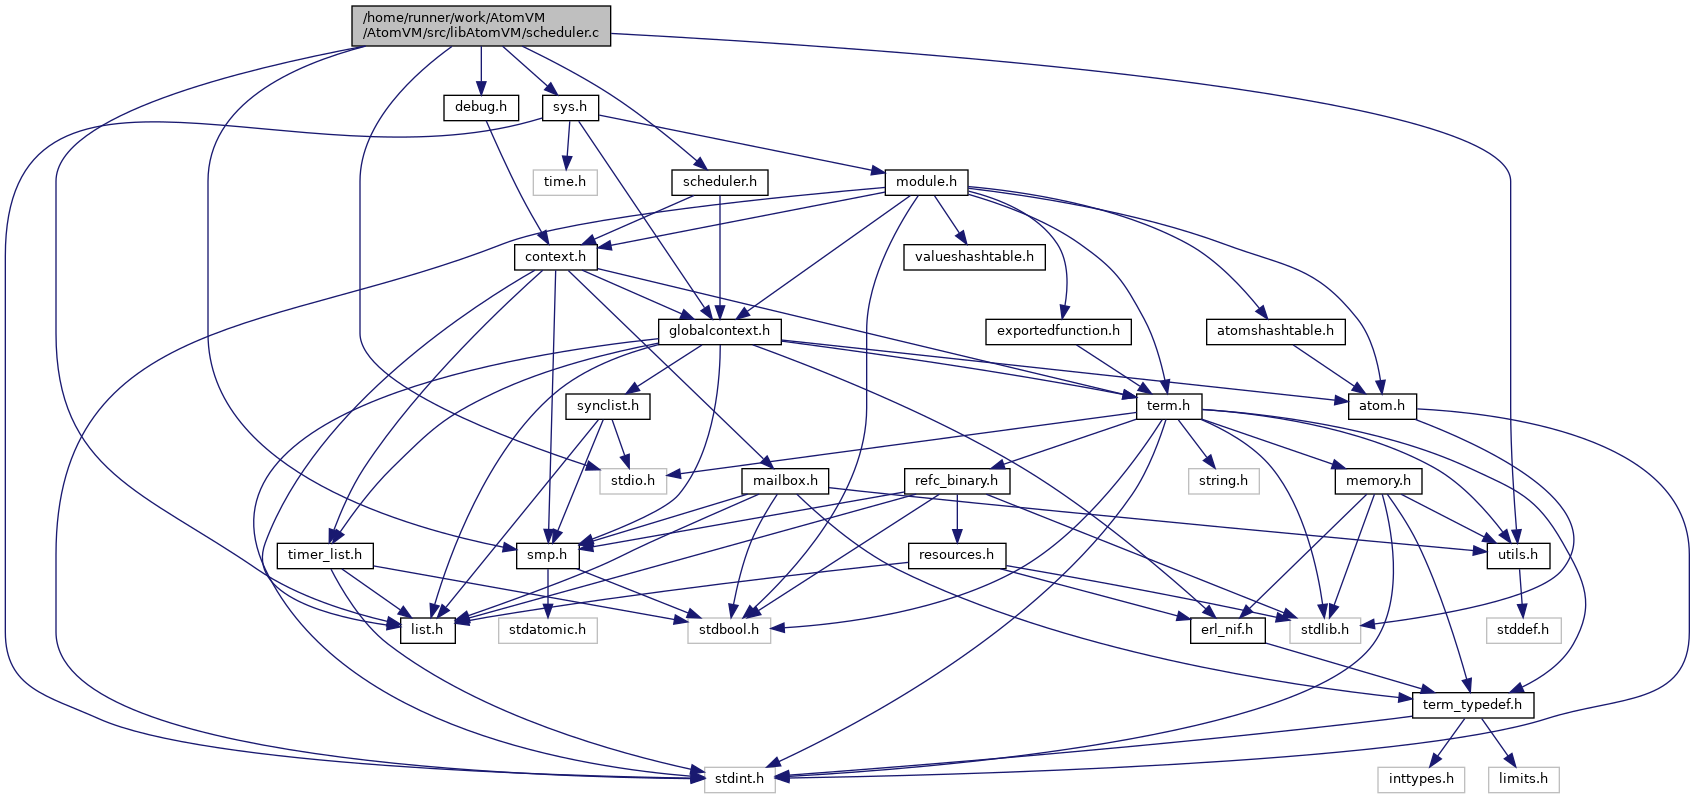 /home/runner/work/AtomVM
/AtomVM/src/libAtomVM/scheduler.c
debug.h
sys.h
time.h
scheduler.h
module.h
context.h
valueshashtable.h
globalcontext.h
exportedfunction.h
atomshashtable.h
synclist.h
term.h
atom.h
stdio.h
mailbox.h
refc_binary.h
string.h
memory.h
timer_list.h
smp.h
resources.h
utils.h
list.h
stdatomic.h
stdbool.h
erl_nif.h
stdlib.h
stddef.h
term_typedef.h
stdint.h
inttypes.h
limits.h